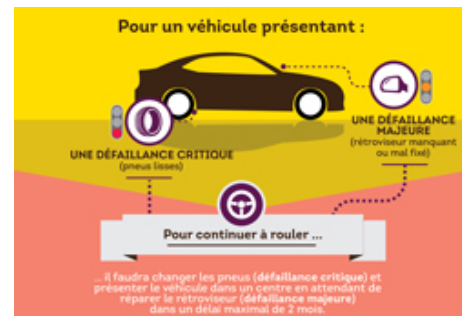 Pour un véhicule présentant :
UNE DÉFAILLANCE
MAJEURE
(rétroviseur manquant
ou mal fixé)
UNE DÉFAILLANCE CRITIQUE
(pneus lisses)
Pour continuer à rouler ...
... il faudra changer les pneus (défaillance critique) et
présenter le véhicule dans un centre en attendant de
réparer le rétroviseur (défaillance majeure)
dans un délai maximal de 2 mois.